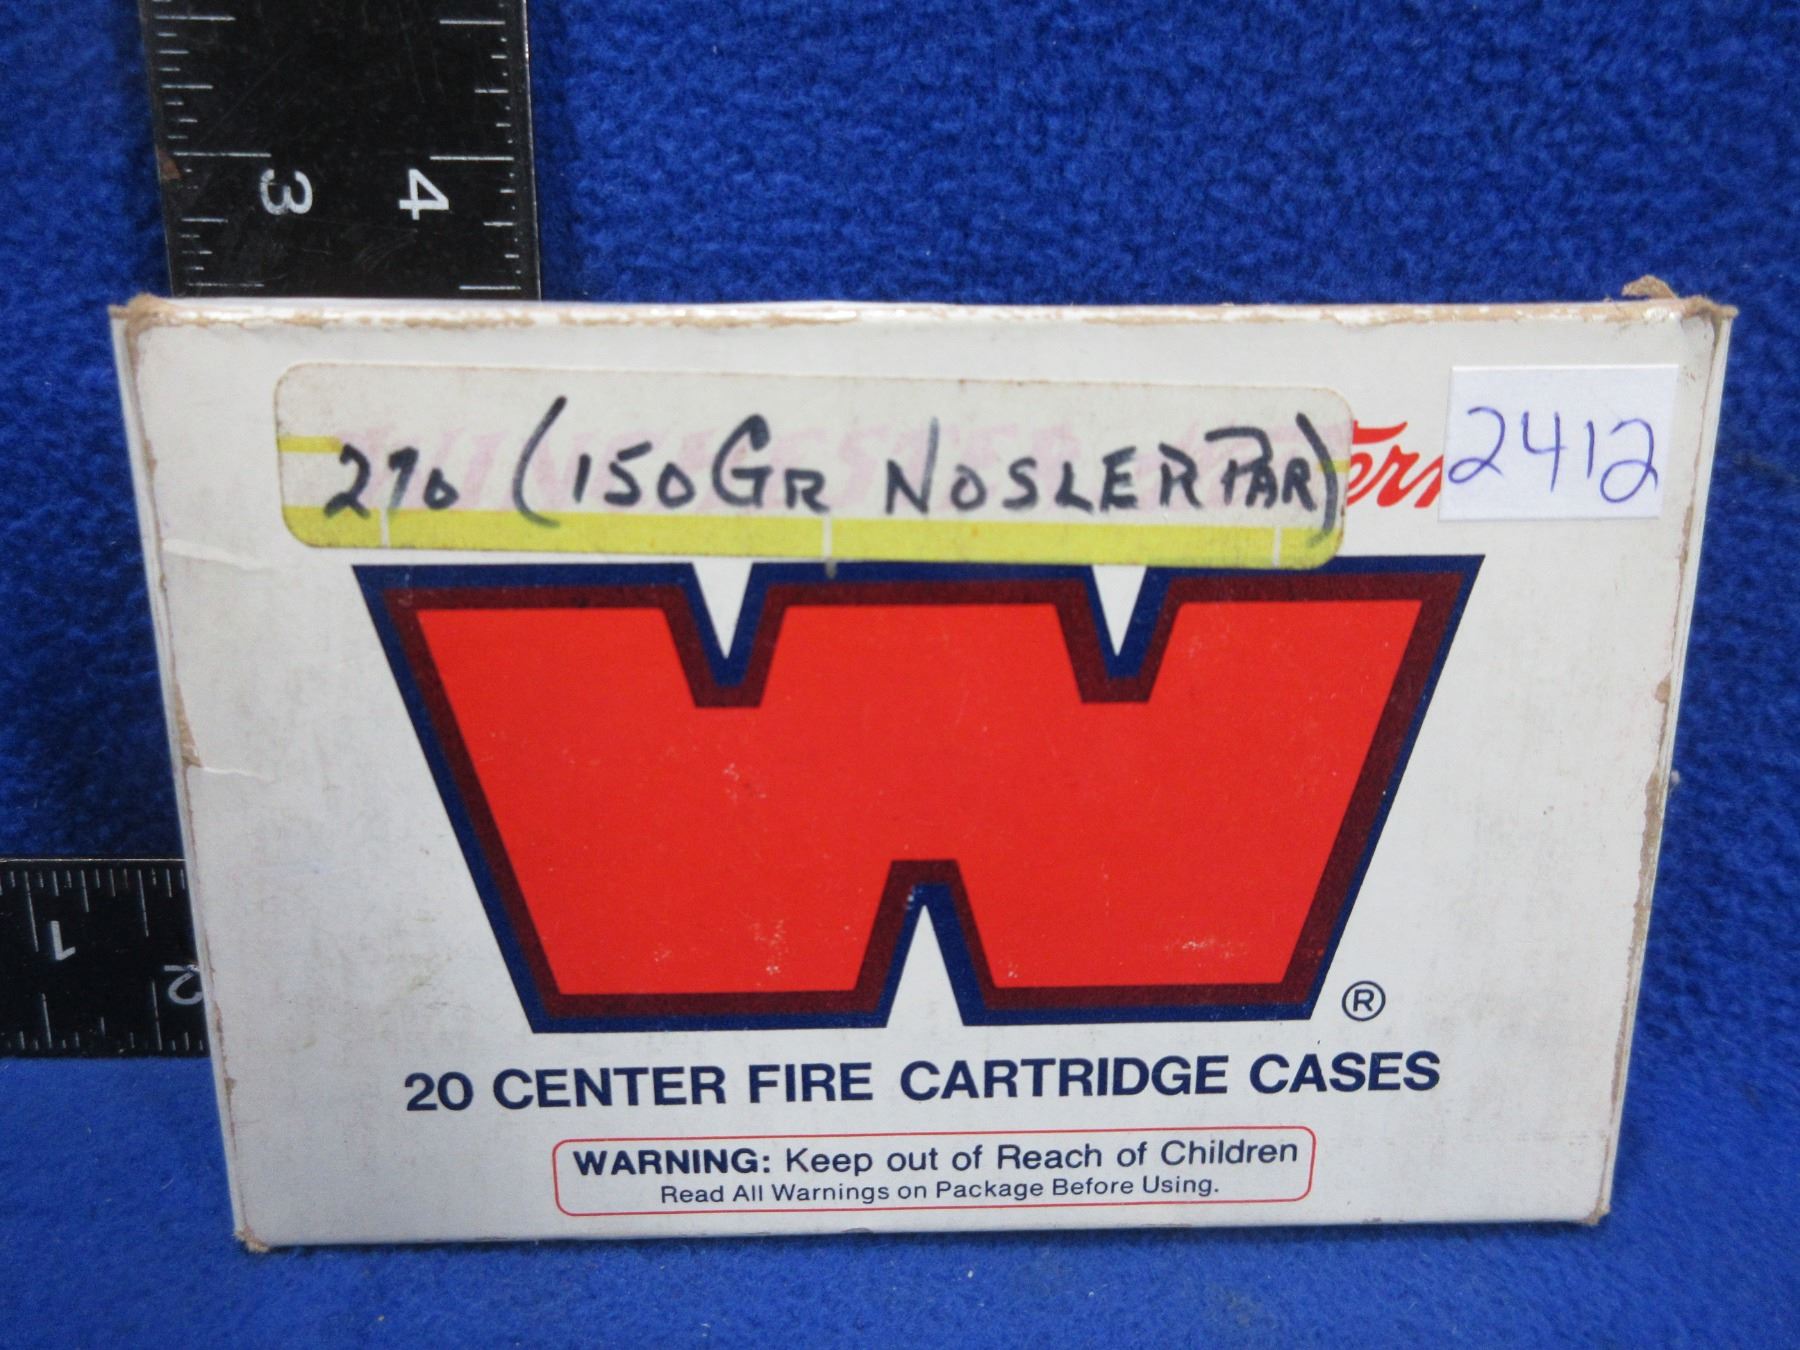 3 4
270 (150GR NOSLER PAR)
2412
W
®
20 CENTER FIRE CARTRIDGE CASES
WARNING: Keep out of Reach of Children
Read All Warnings on Package Before Using.
1
2